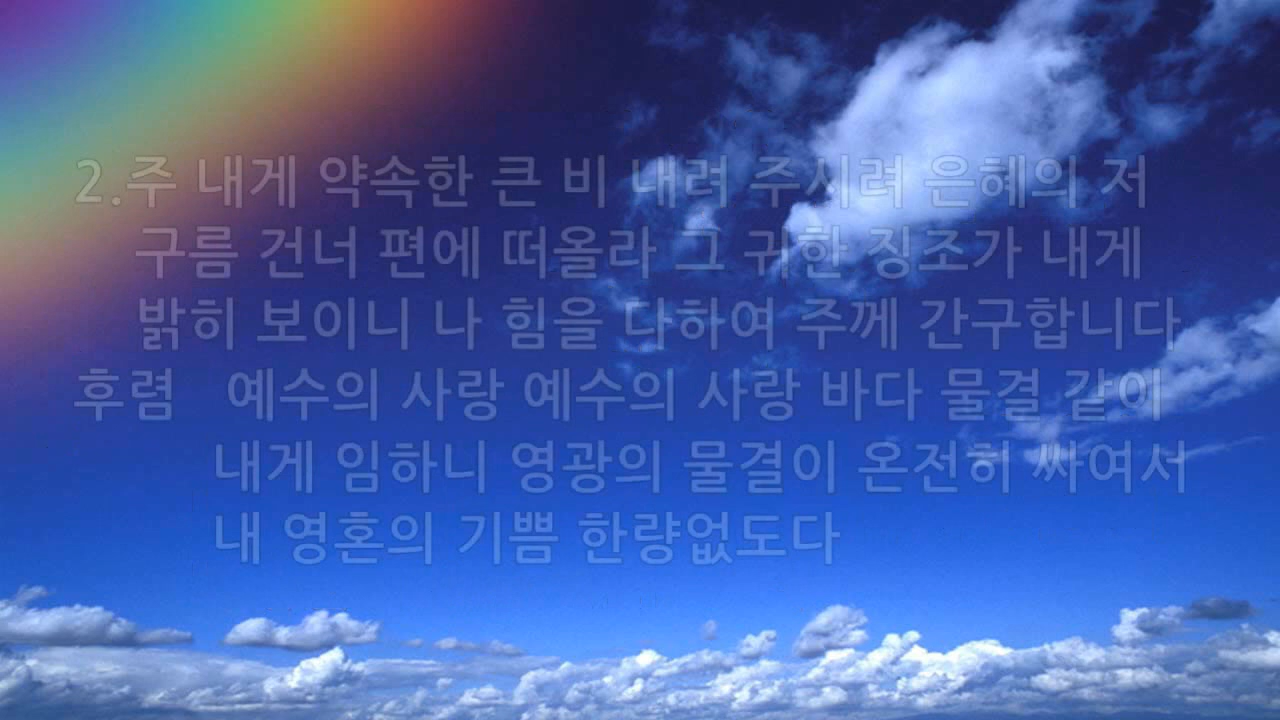 2.주 내게 약속한 큰 비 내려 주시려 은혜의 저
구름 건너 편에 떠올라 그 귀한 징조가 내게
밝히 보이니 나 힘을 다하여 주께 간구합니다
후렴 예수의 사랑 예수의 사랑 바다 물결 같이
내게 임하니 영광의 물결이 온전히 싸여서
내 영혼의 기쁨 한량없도다